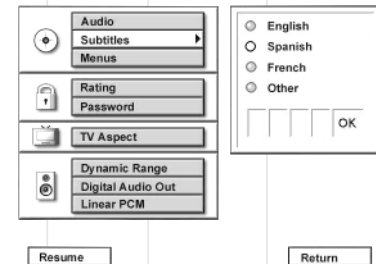 Audio
Subtitles
Menus
Rating
Password
TV Aspect
Dynamic Range
Digital Audio Out
Linear PCM
English
Spanish
French
Other
OK
Resume
Return